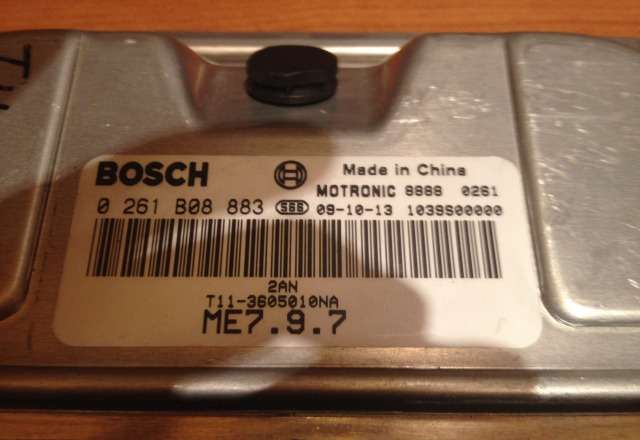 BOSCH Made in China
MOTRONIC 8888 0261
0 261 B08 883 SBB 09-10-13 1039S00000
2AN
T11-3605010NA
ME7.9.7